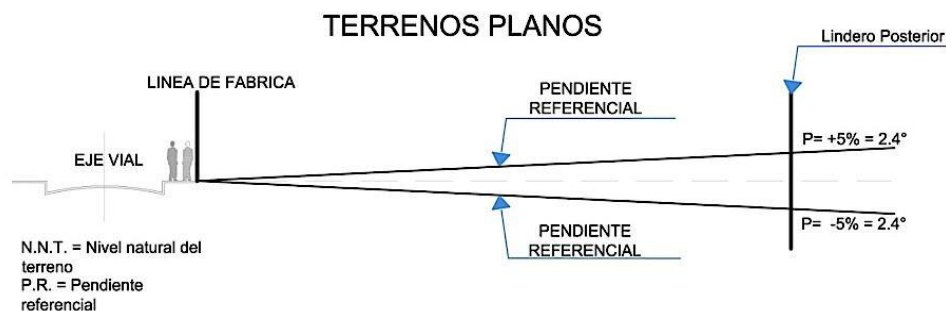 TERRENOS PLANOS
Lindero Posterior
LINEA DE FABRICA
PENDIENTE
REFERENCIAL
P= +5% = 2.4°
EJE VIAL
P= -5% = 2.4°
PENDIENTE
REFERENCIAL
N.N.T. = Nivel natural del
terreno
P.R. = Pendiente
referencial